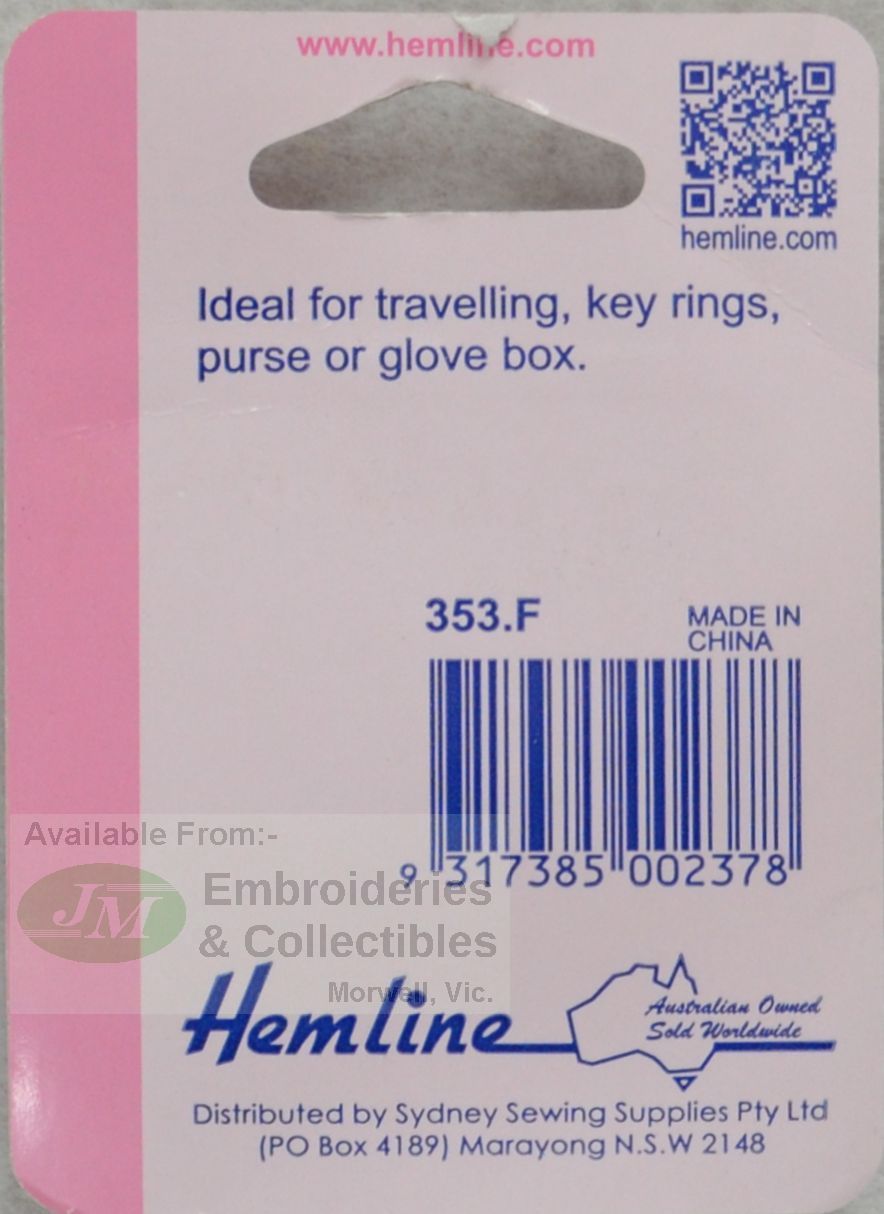 www.hemline.com
hemline.com
Ideal for travelling, key rings,
purse or glove box.
353.F
MADE IN
CHINA
9 317385 002378
Available From:-
JM
Embroideries
& Collectibles
Morwell, Vic.
Hemline
Australian Owned
Sold Worldwide
Distributed by Sydney Sewing Supplies Pty Ltd
(PO Box 4189) Marayong N.S.W 2148